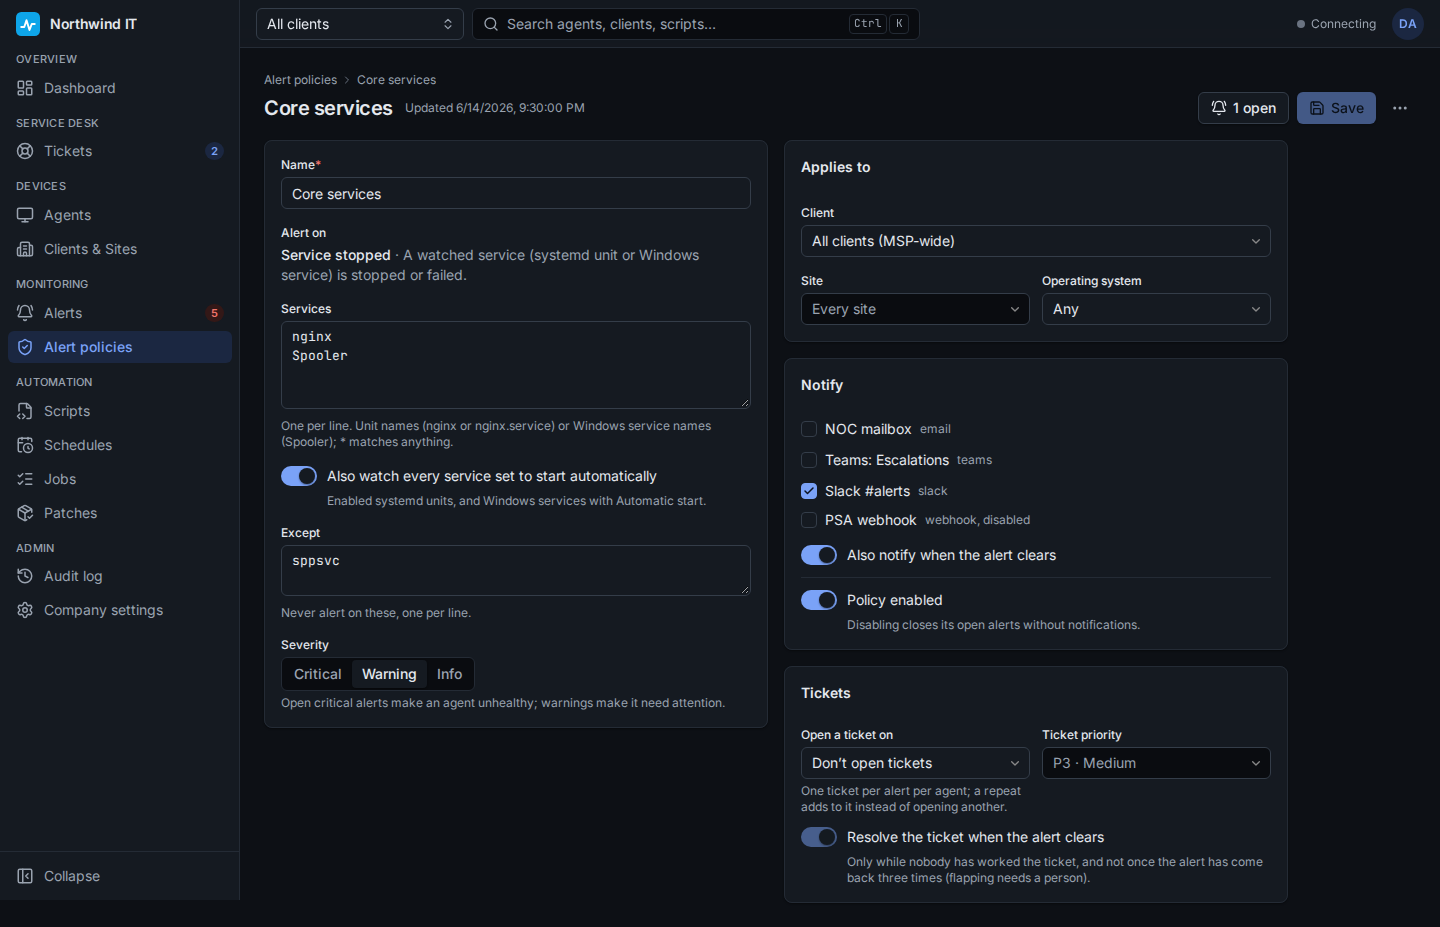 Northwind IT
OVERVIEW
Dashboard
SERVICE DESK
Tickets
2
DEVICES
Agents
Clients & Sites
MONITORING
Alerts
5
Alert policies
AUTOMATION
Scripts
Schedules
Jobs
Patches
ADMIN
Audit log
Company settings
Collapse
All clients
Search agents, clients, scripts...
Ctrl K
Connecting
DA
Alert policies > Core services
Core services
Updated 6/14/2026, 9:30:00 PM
1 open
Save
Name*
Core services
Alert on
Service stopped · A watched service (systemd unit or Windows
service) is stopped or failed.
Services
nginx
Spooler
One per line. Unit names (nginx or nginx.service) or Windows service names
(Spooler); * matches anything.
Also watch every service set to start automatically
Enabled systemd units, and Windows services with Automatic start.
Except
sppsvc
Never alert on these, one per line.
Severity
Critical Warning Info
Open critical alerts make an agent unhealthy; warnings make it need attention.
Applies to
Client
All clients (MSP-wide)
Site
Every site
Operating system
Any
Notify
NOC mailbox email
Teams: Escalations teams
Slack #alerts slack
PSA webhook webhook, disabled
Also notify when the alert clears
Policy enabled
Disabling closes its open alerts without notifications.
Tickets
Open a ticket on
Don't open tickets
One ticket per alert per agent; a repeat
adds to it instead of opening another.
Ticket priority
P3 · Medium
Resolve the ticket when the alert clears
Only while nobody has worked the ticket, and not once the alert has come
back three times (flapping needs a person).